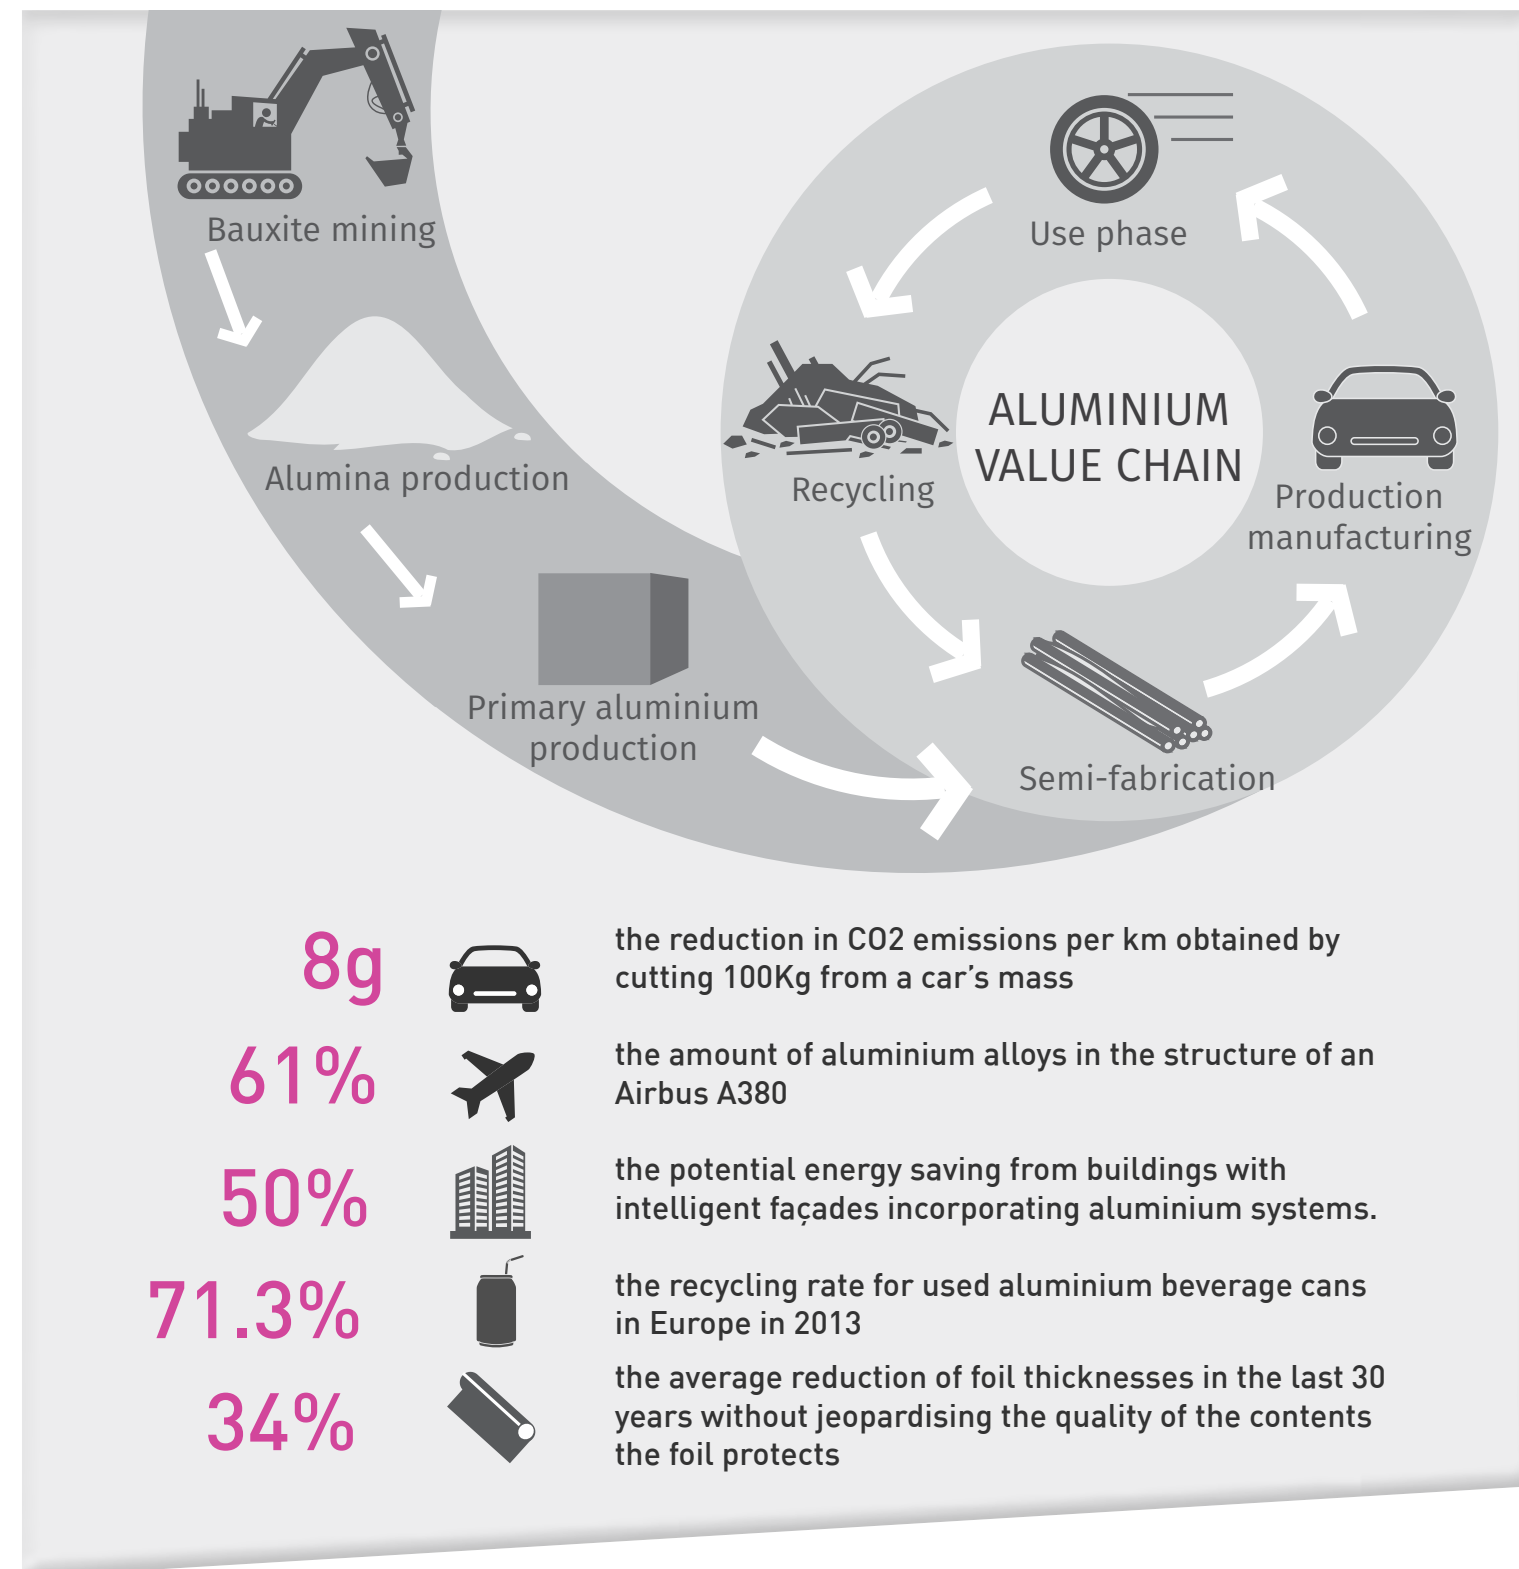 Bauxite mining
Alumina production
Primary aluminium
production
Use phase
Recycling
ALUMINIUM
VALUE CHAIN
Production
manufacturing
Semi-fabrication
8g
the reduction in CO2 emissions per km obtained by
cutting 100Kg from a car’s mass
61%
the amount of aluminium alloys in the structure of an
Airbus A380
50%
the potential energy saving from buildings with
intelligent façades incorporating aluminium systems.
71.3%
the recycling rate for used aluminium beverage cans
in Europe in 2013
34%
the average reduction of foil thicknesses in the last 30
years without jeopardising the quality of the contents
the foil protects